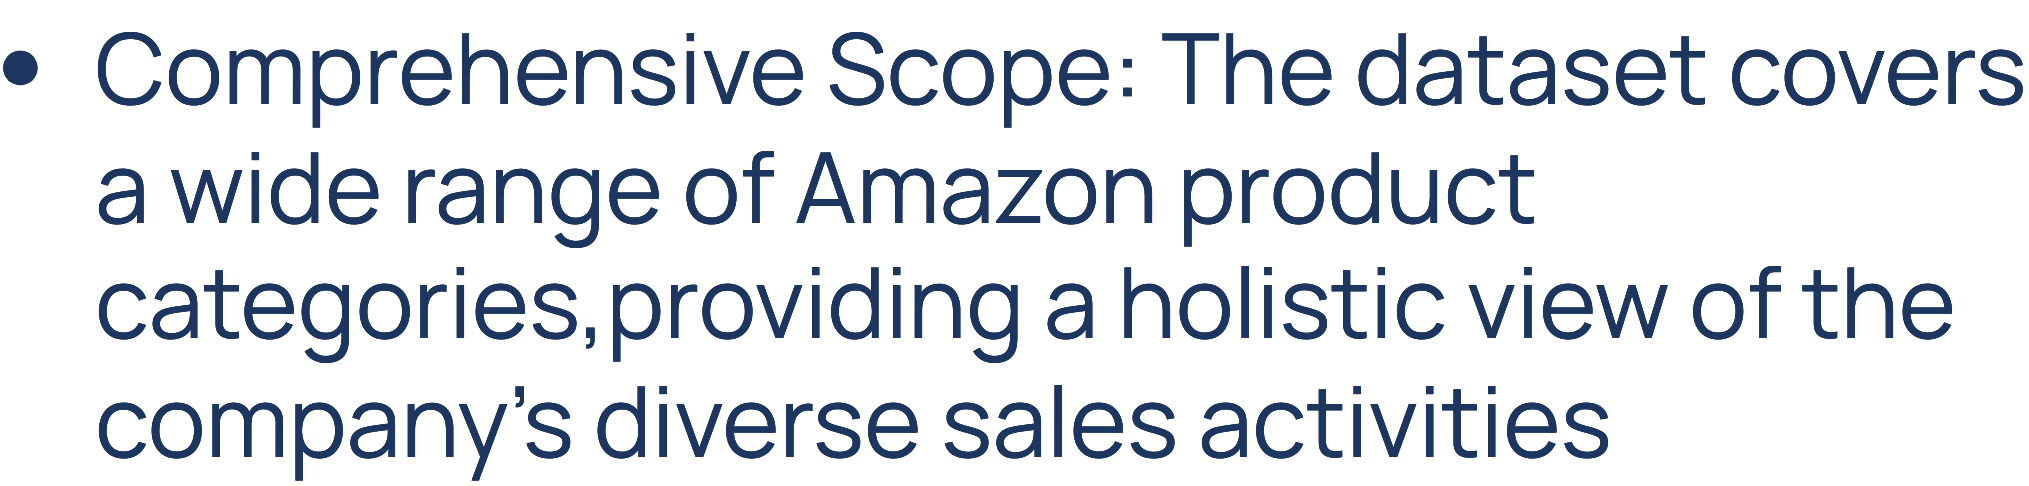 • Comprehensive Scope: The dataset covers
a wide range of Amazon product
categories,providing a holistic view of the
company’s diverse sales activities